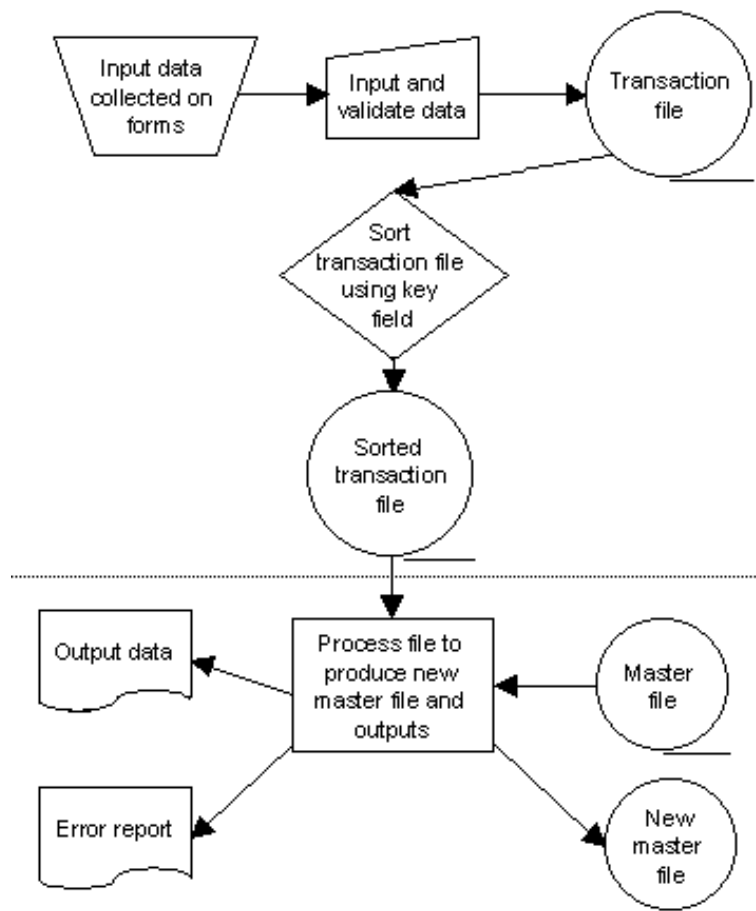 Input data
collected on
forms
Input and
validate data
Transaction
file
Sort
transaction file
using key
field
Sorted
transaction
file
Output data
Process file to
produce new
master file and
outputs
Master
file
Error report
New
master
file